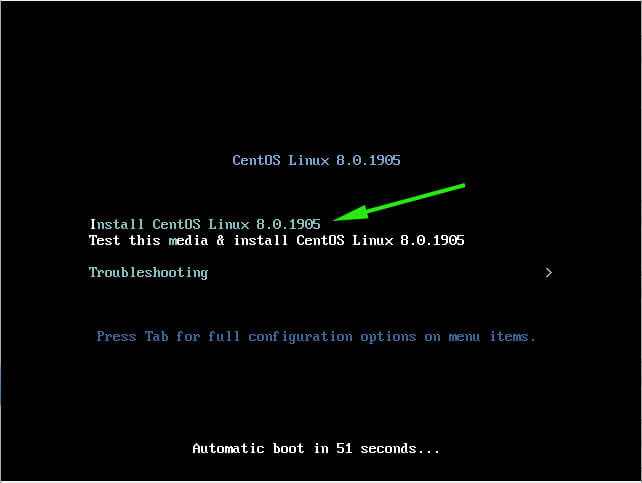 CentOS Linux 8.0.1905
Install CentOS Linux 8.0.1905
Test this media & install CentOS Linux 8.0.1905
Troubleshooting >
Press Tab for full configuration options on menu items.
Automatic boot in 51 seconds...